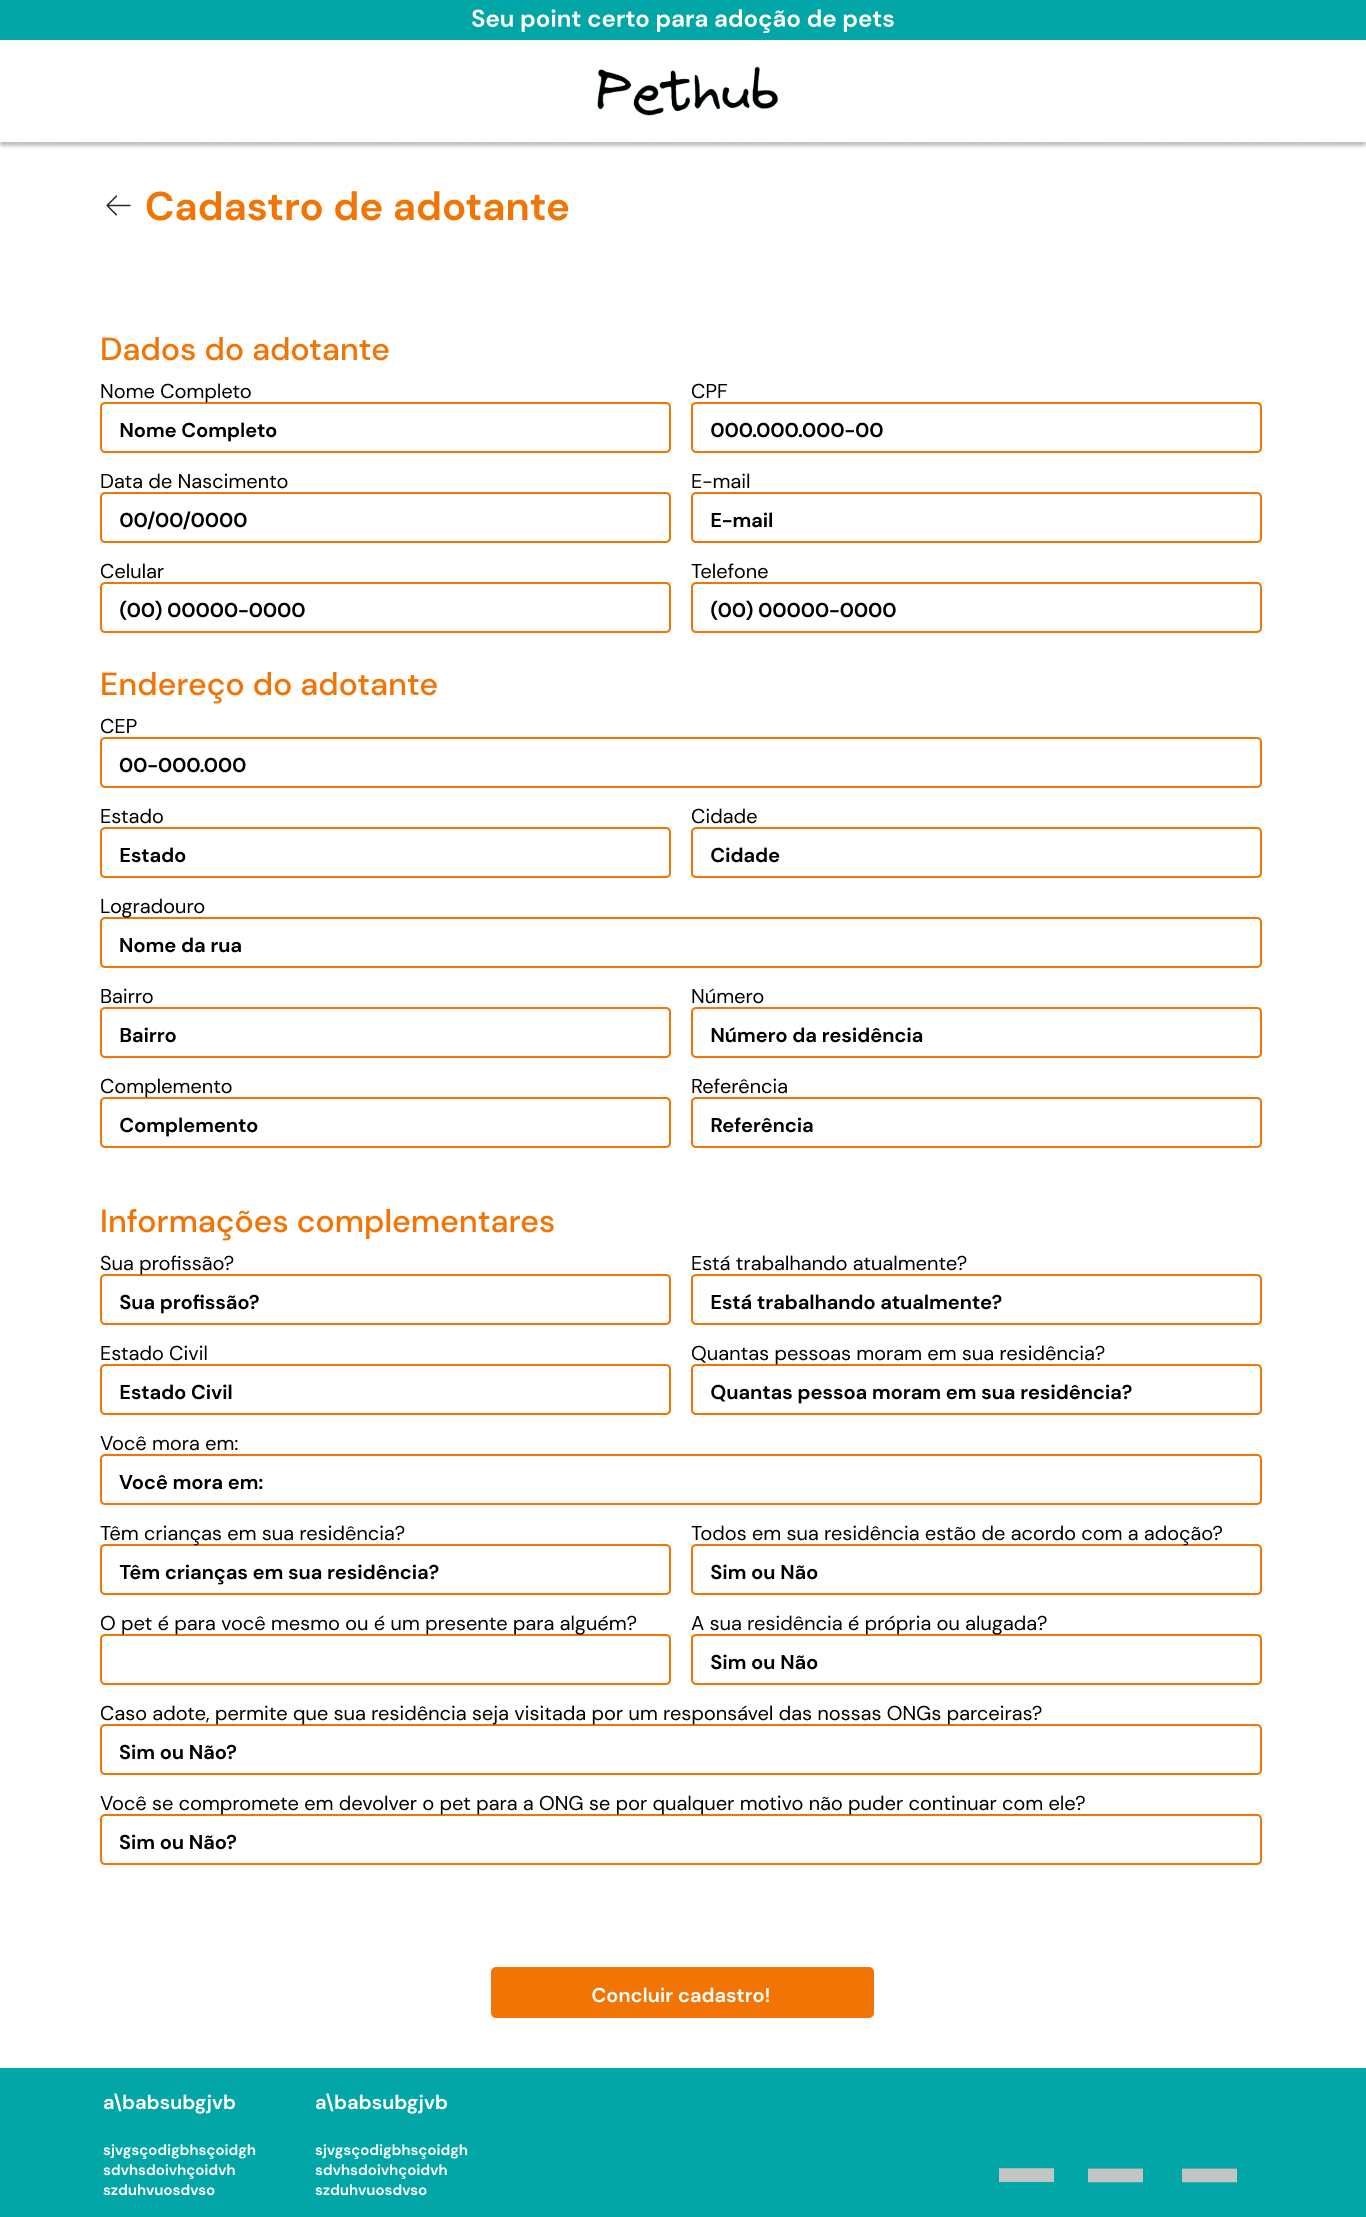 Seu point certo para adoção de pets
Pethub
Cadastro de adotante
Dados do adotante
Nome Completo
CPF
Nome Completo
000.000.000-00
Data de Nascimento
E-mail
00/00/0000
E-mail
Celular
Telefone
(00) 00000-0000
(00) 00000-0000
Endereço do adotante
CEP
00-000.000
Estado
Cidade
Estado
Cidade
Logradouro
Nome da rua
Bairro
Número
Bairro
Número da residência
Complemento
Referência
Complemento
Referência
Informações complementares
Sua profissão?
Está trabalhando atualmente?
Sua profissão?
Está trabalhando atualmente?
Estado Civil
Quantas pessoas moram em sua residência?
Estado Civil
Quantas pessoa moram em sua residência?
Você mora em:
Você mora em:
Têm crianças em sua residência?
Todos em sua residência estão de acordo com a adoção?
Têm crianças em sua residência?
Sim ou Não
O pet é para você mesmo ou é um presente para alguém?
A sua residência é própria ou alugada?
Sim ou Não
Caso adote, permite que sua residência seja visitada por um responsável das nossas ONGs parceiras?
Sim ou Não?
Você se compromete em devolver o pet para a ONG se por qualquer motivo não puder continuar com ele?
Sim ou Não?
Concluir cadastro!
a\babsubgjvb
sjvgsçodigbhsçoidgh
sdvhsdoivhçoidvh
szduhvuosdvso
a\babsubgjvb
sjvgsçodigbhsçoidgh
sdvhsdoivhçoidvh
szduhvuosdvso